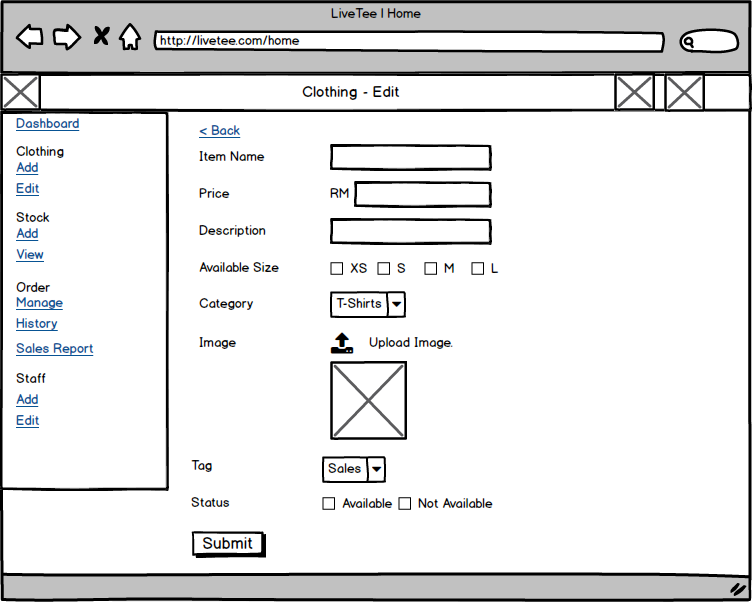 LiveTee | Home
http://livetee.com/home
Clothing - Edit
Dashboard
Clothing
Add
Edit
Stock
Add
View
Order
Manage
History
Sales Report
Staff
Add
Edit
< Back
Item Name
Price RM
Description
Available Size XS S M L
Category T-Shirts
Image Upload Image.
Tag Sales
Status Available Not Available
Submit